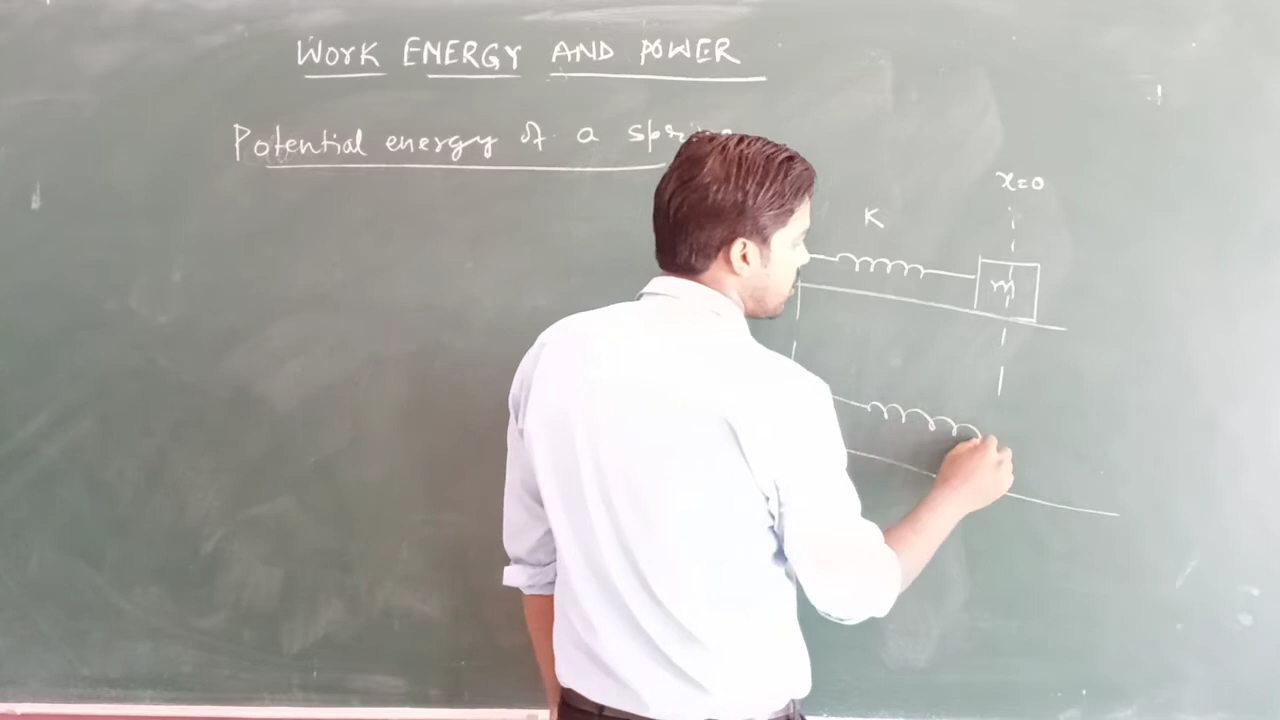 WORK ENERGY AND POWER
Potential energy of a
x=0
K
m